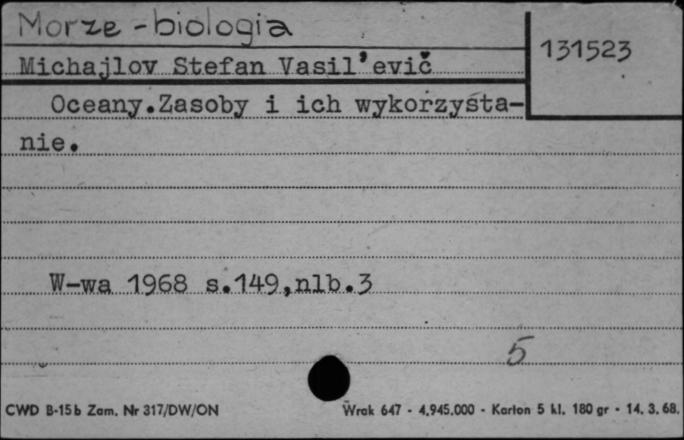 Morze - biologia
131523
Michajlov Stefan Vasil'evič
Oceany.Zasoby i ich wykorzysta-
nie.
W-wa 1968 s.149,nlb.3
5
CWD B-15b Zam. Nr 317/DW/ON
Wrak 647 - 4.945.000 - Karton 5 kl. 180 gr - 14. 3. 68.